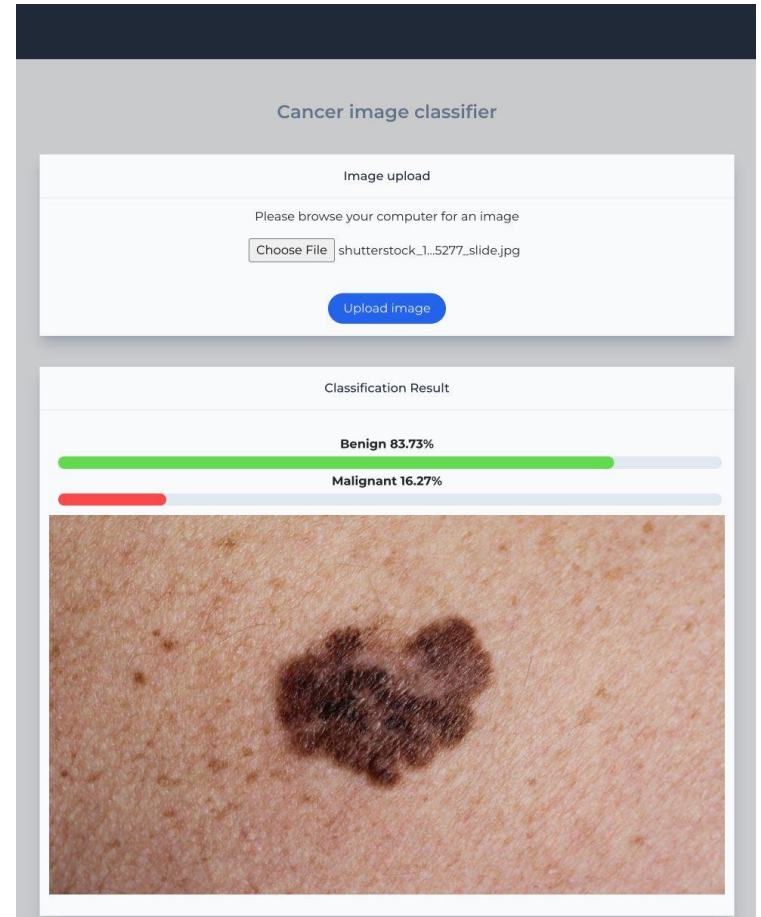 Cancer image classifier
Image upload
Please browse your computer for an image
Choose File shutterstock_1...5277_slide.jpg
Upload image
Classification Result
Benign 83.73%
Malignant 16.27%